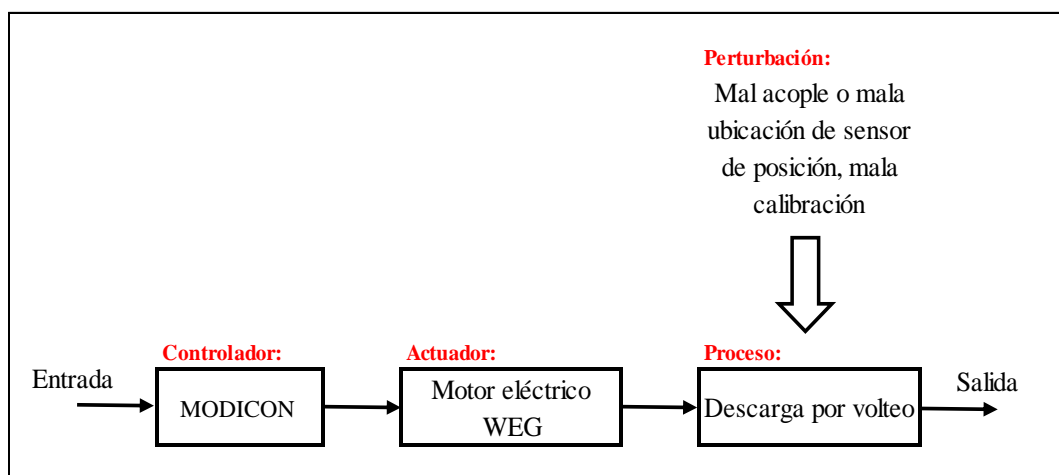 Perturbación:
Mal acople o mala
ubicación de sensor
de posición, mala
calibración
Entrada
Controlador:
MODICON
Actuador:
Motor eléctrico
WEG
Proceso:
Descarga por volteo
Salida